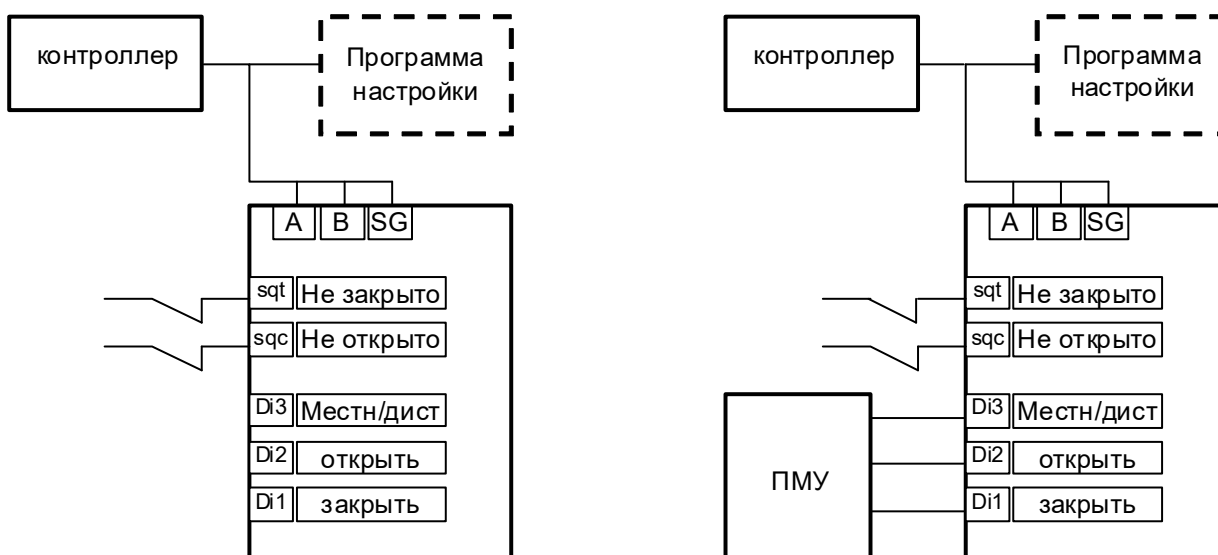 контроллер
Программа
настройки
A B SG
sqt Не закрыто
sqc Не открыто
Di3 Местн/дист
Di2 открыть
Di1 закрыть
контроллер
Программа
настройки
A B SG
sqt Не закрыто
sqc Не открыто
ПМУ
Di3 Местн/дист
Di2 открыть
Di1 закрыть